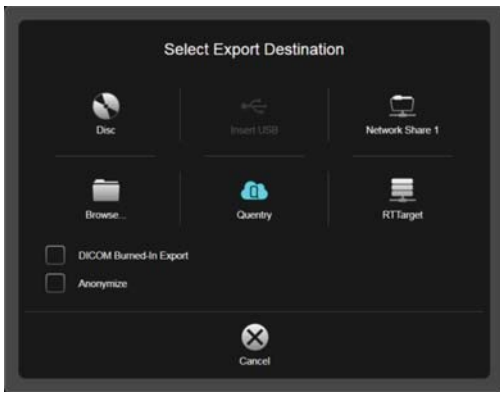 Select Export Destination
Disc
Insert USB
Network Share 1
Browse...
Quentry
RTTarget
DICOM Burned-In Export
Anonymize
Cancel